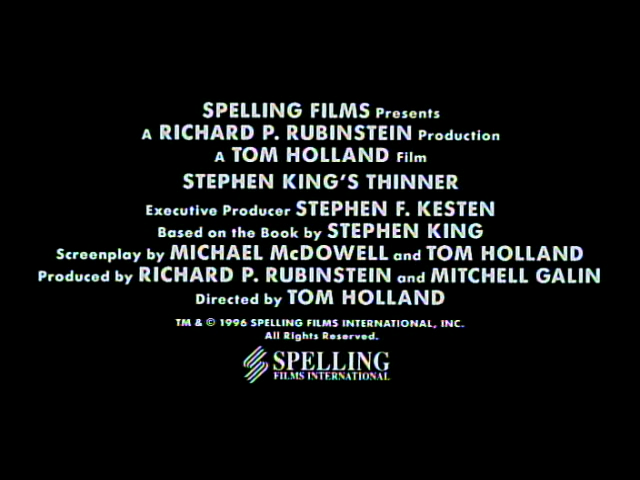 SPELLING FILMS Presents
A RICHARD P. RUBINSTEIN Production
A TOM HOLLAND Film
STEPHEN KING'S THINNER
Executive Producer STEPHEN F. KESTEN
Based on the Book by STEPHEN KING
Screenplay by MICHAEL McDOWELL and TOM HOLLAND
Produced by RICHARD P. RUBINSTEIN and MITCHELL GALIN
Directed by TOM HOLLAND
TM & © 1996 SPELLING FILMS INTERNATIONAL, INC.
All Rights Reserved.
SPELLING
FILMS INTERNATIONAL